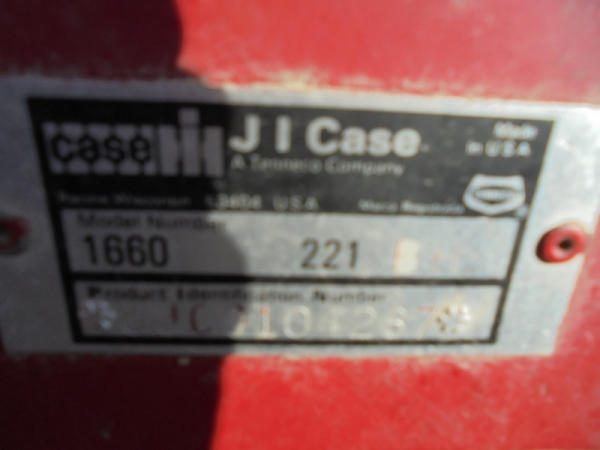 case IH J I Case
A Tenneco Company
Made in U.S.A.
Racine Wisconsin 53404 U.S.A.
Model Number
1660 221
Product Identification Number